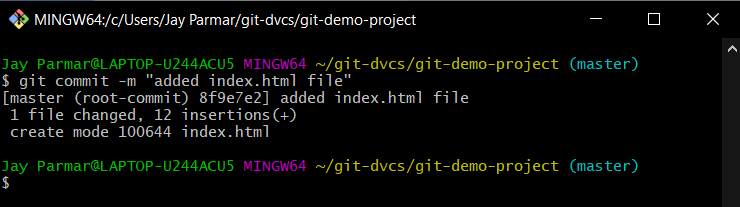 MINGW64:/c/Users/Jay Parmar/git-dvcs/git-demo-project
Jay Parmar@LAPTOP-U244ACU5 MINGW64 ~/git-dvcs/git-demo-project (master)
$ git commit -m "added index.html file"
[master (root-commit) 8f9e7e2] added index.html file
 1 file changed, 12 insertions(+)
 create mode 100644 index.html
Jay Parmar@LAPTOP-U244ACU5 MINGW64 ~/git-dvcs/git-demo-project (master)
$